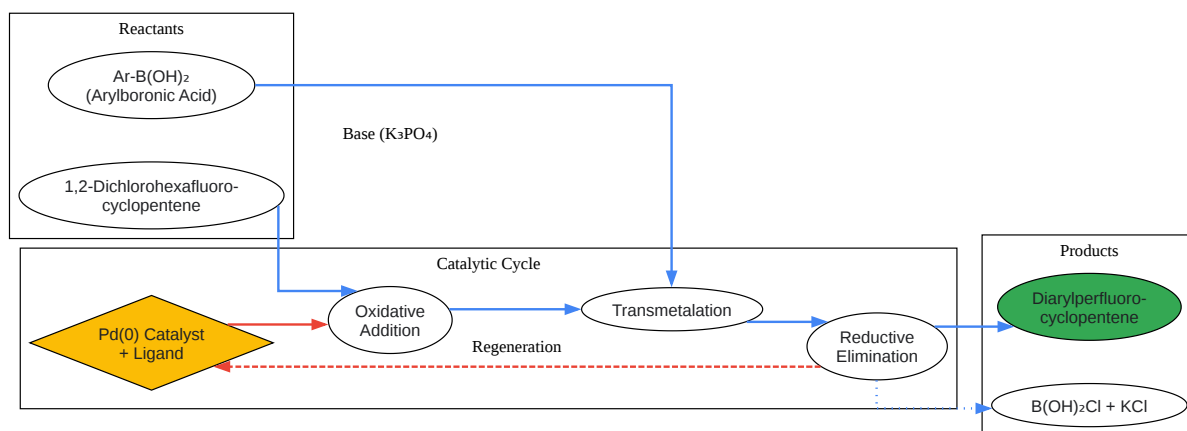 Reactants
Ar-B(OH)₂
(Arylboronic Acid)
Base (K₃PO₄)
1,2-Dichlorohexafluoro-
cyclopentene
Catalytic Cycle
Pd(0) Catalyst
+ Ligand
Oxidative
Addition
Transmetalation
Regeneration
Reductive
Elimination
Products
Diarylperfluoro-
cyclopentene
B(OH)₂Cl + KCl